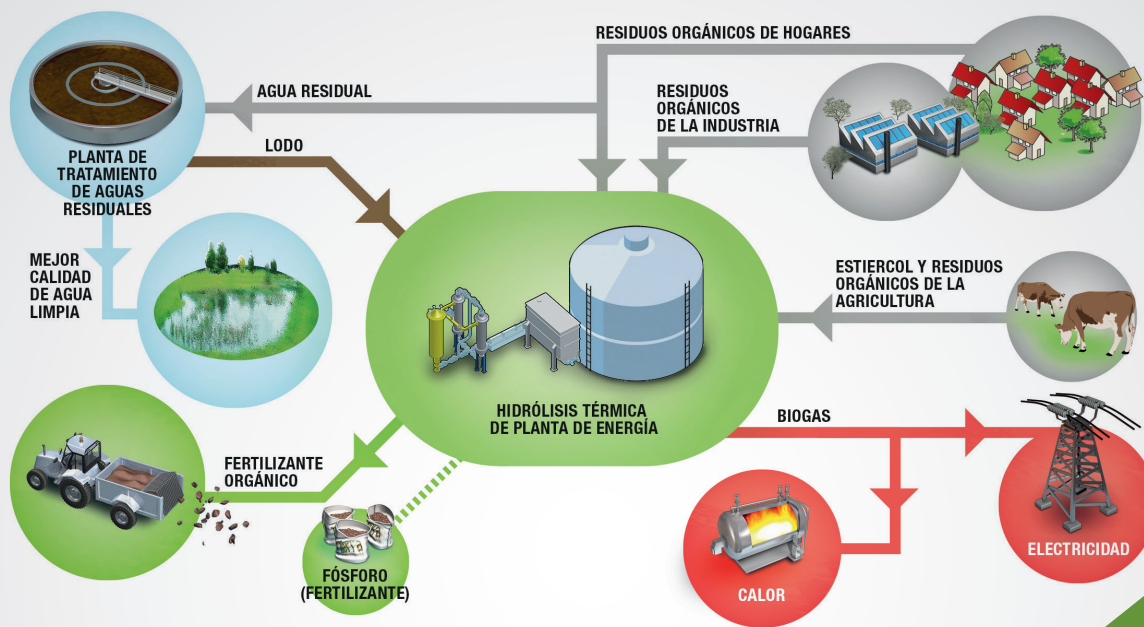 RESIDUOS ORGÁNICOS DE HOGARES
AGUA RESIDUAL
RESIDUOS
ORGÁNICOS
DE LA INDUSTRIA
LODO
PLANTA DE
TRATAMIENTO
DE AGUAS
RESIDUALES
MEJOR
CALIDAD
DE AGUA
LIMPIA
ESTIERCOL Y RESIDUOS
ORGÁNICOS DE LA
AGRICULTURA
HIDRÓLISIS TÉRMICA
DE PLANTA DE ENERGÍA
BIOGAS
FERTILIZANTE
ORGÁNICO
FÓSFORO
(FERTILIZANTE)
CALOR
ELECTRICIDAD